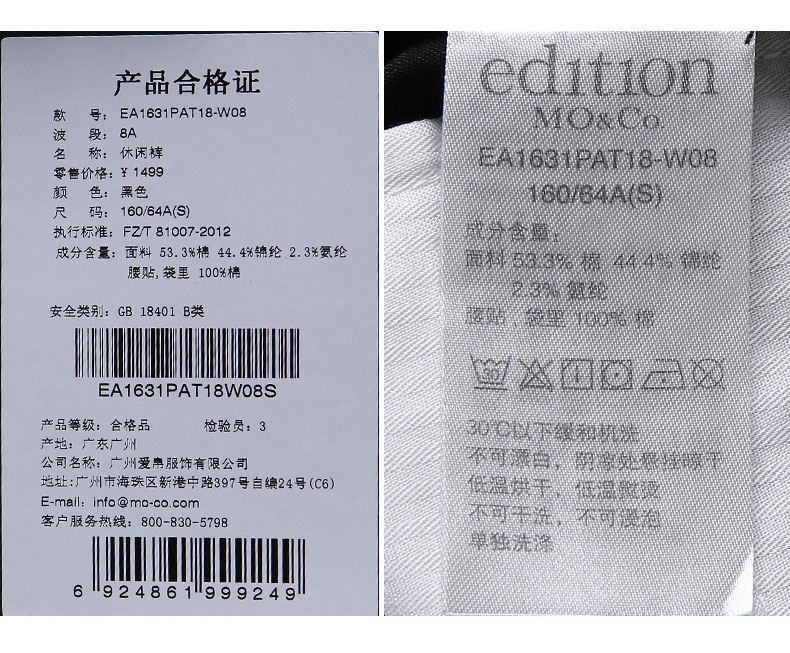 产品合格证
款 号: EA1631PAT18-W08
波 段: 8A
名 称: 休闲裤
零售价格: ¥ 1499
颜 色: 黑色
尺 码: 160/64A(S)
执行标准: FZ/T 81007-2012
成分含量: 面料 53.3%棉 44.4%锦纶 2.3%氨纶
腰贴,袋里 100%棉
安全类别: GB 18401 B类
EA1631PAT18W08S
产品等级: 合格品 检验员: 3
产地: 广东广州
公司名称: 广州爱帛服饰有限公司
地址:广州市海珠区新港中路397号自编24号(C6)
E-mail: info@mo-co.com
客户服务热线: 800-830-5798
6 924861 999249
edition
MO&Co.
EA1631PAT18-W08
160/64A(S)
成分含量:
面料 53.3% 棉 44.4% 锦纶
2.3% 氨纶
腰贴,袋里 100% 棉
30
30℃以下缓和机洗
不可漂白，阴凉处悬挂晾干
低温烘干，低温熨烫
不可干洗，不可浸泡
单独洗涤